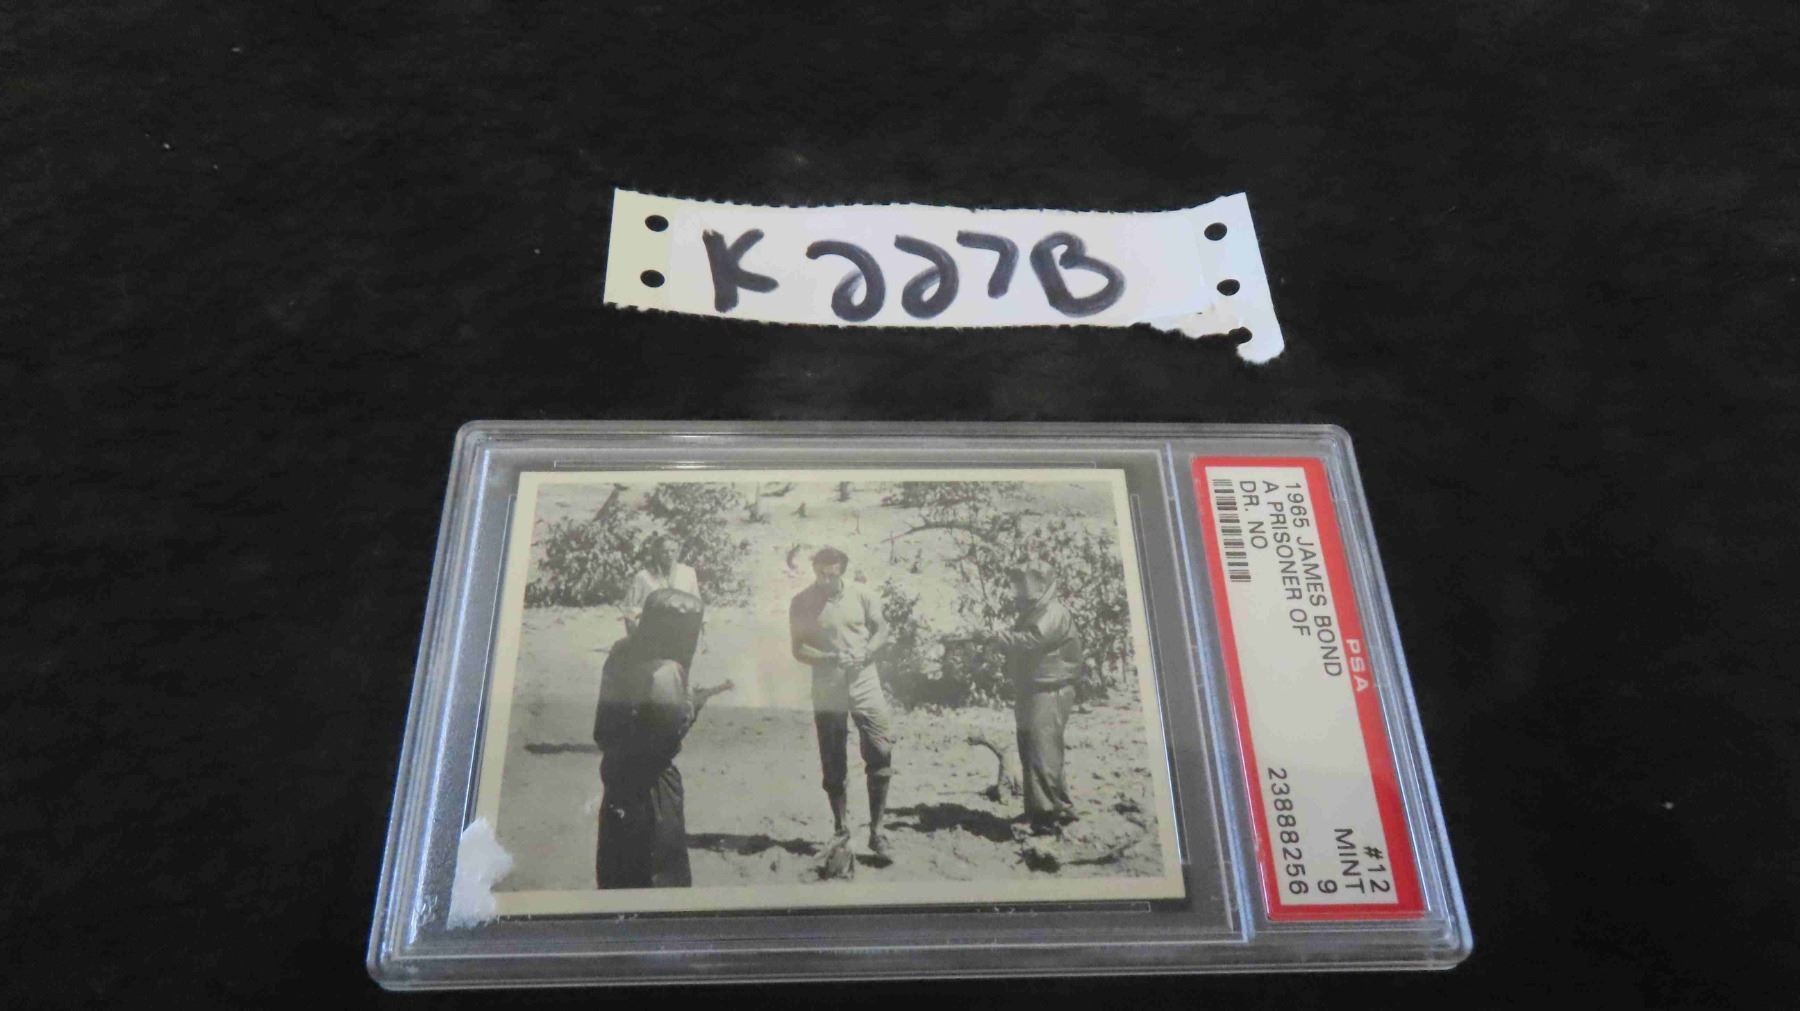 K227B
1965 JAMES BOND #12
A PRISONER OF MINT 9
DR. NO 23888256
PSA